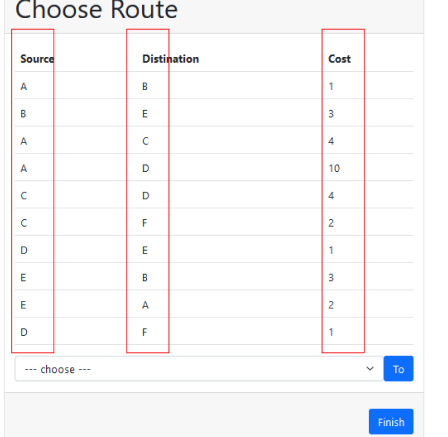 Choose Route
Source Distination Cost
A B 1
B E 3
A C 4
A D 10
C D 4
C F 2
D E 1
E B 3
E A 2
D F 1
--- choose --- To
Finish